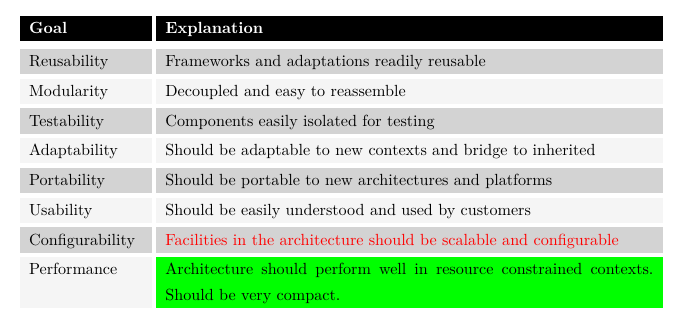 Goal Explanation
Reusability Frameworks and adaptations readily reusable
Modularity Decoupled and easy to reassemble
Testability Components easily isolated for testing
Adaptability Should be adaptable to new contexts and bridge to inherited
Portability Should be portable to new architectures and platforms
Usability Should be easily understood and used by customers
Configurability Facilities in the architecture should be scalable and configurable
Performance Architecture should perform well in resource constrained contexts.
Should be very compact.